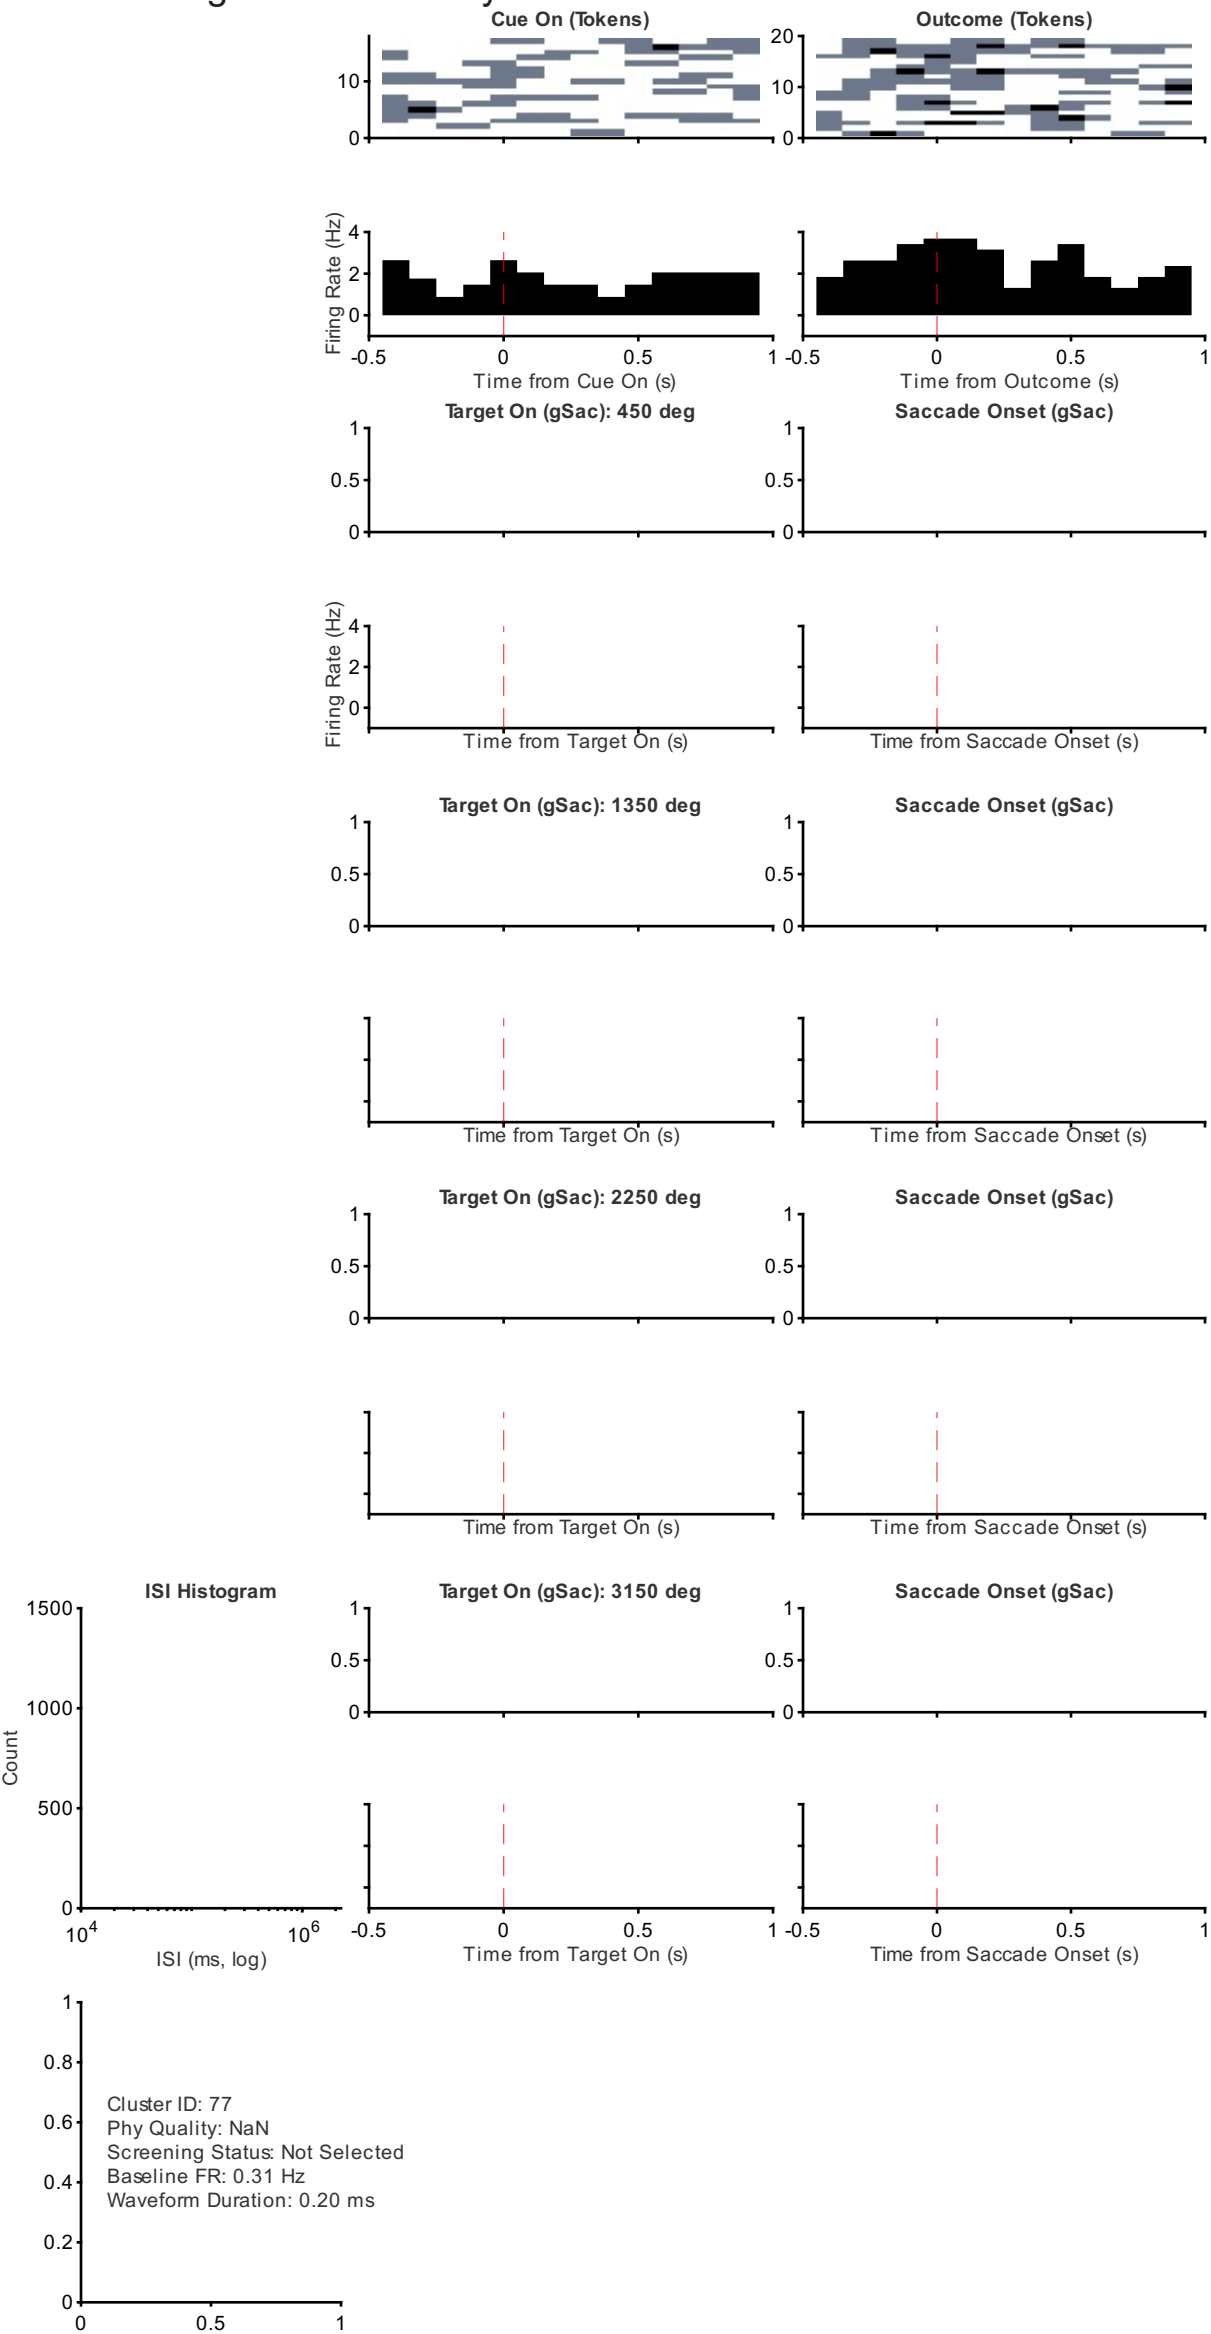 Cue On (Tokens)
Outcome (Tokens)
10
0
20
10
0
Firing Rate (Hz)
4
2
0
-0.5 0 0.5 1
-0.5 0 0.5 1
Time from Cue On (s)
Time from Outcome (s)
Target On (gSac): 450 deg
Saccade Onset (gSac)
1
0.5
0
1
0.5
0
Firing Rate (Hz)
4
2
0
Time from Target On (s)
Time from Saccade Onset (s)
Target On (gSac): 1350 deg
Saccade Onset (gSac)
1
0.5
0
1
0.5
0
Time from Target On (s)
Time from Saccade Onset (s)
Target On (gSac): 2250 deg
Saccade Onset (gSac)
1
0.5
0
1
0.5
0
Time from Target On (s)
Time from Saccade Onset (s)
ISI Histogram
1500
1000
500
0
Count
10^4 10^6
ISI (ms, log)
Target On (gSac): 3150 deg
Saccade Onset (gSac)
1
0.5
0
1
0.5
0
-0.5 0 0.5 1
-0.5 0 0.5 1
Time from Target On (s)
Time from Saccade Onset (s)
1
0.8
0.6
0.4
0.2
0
Cluster ID: 77
Phy Quality: NaN
Screening Status: Not Selected
Baseline FR: 0.31 Hz
Waveform Duration: 0.20 ms
0 0.5 1